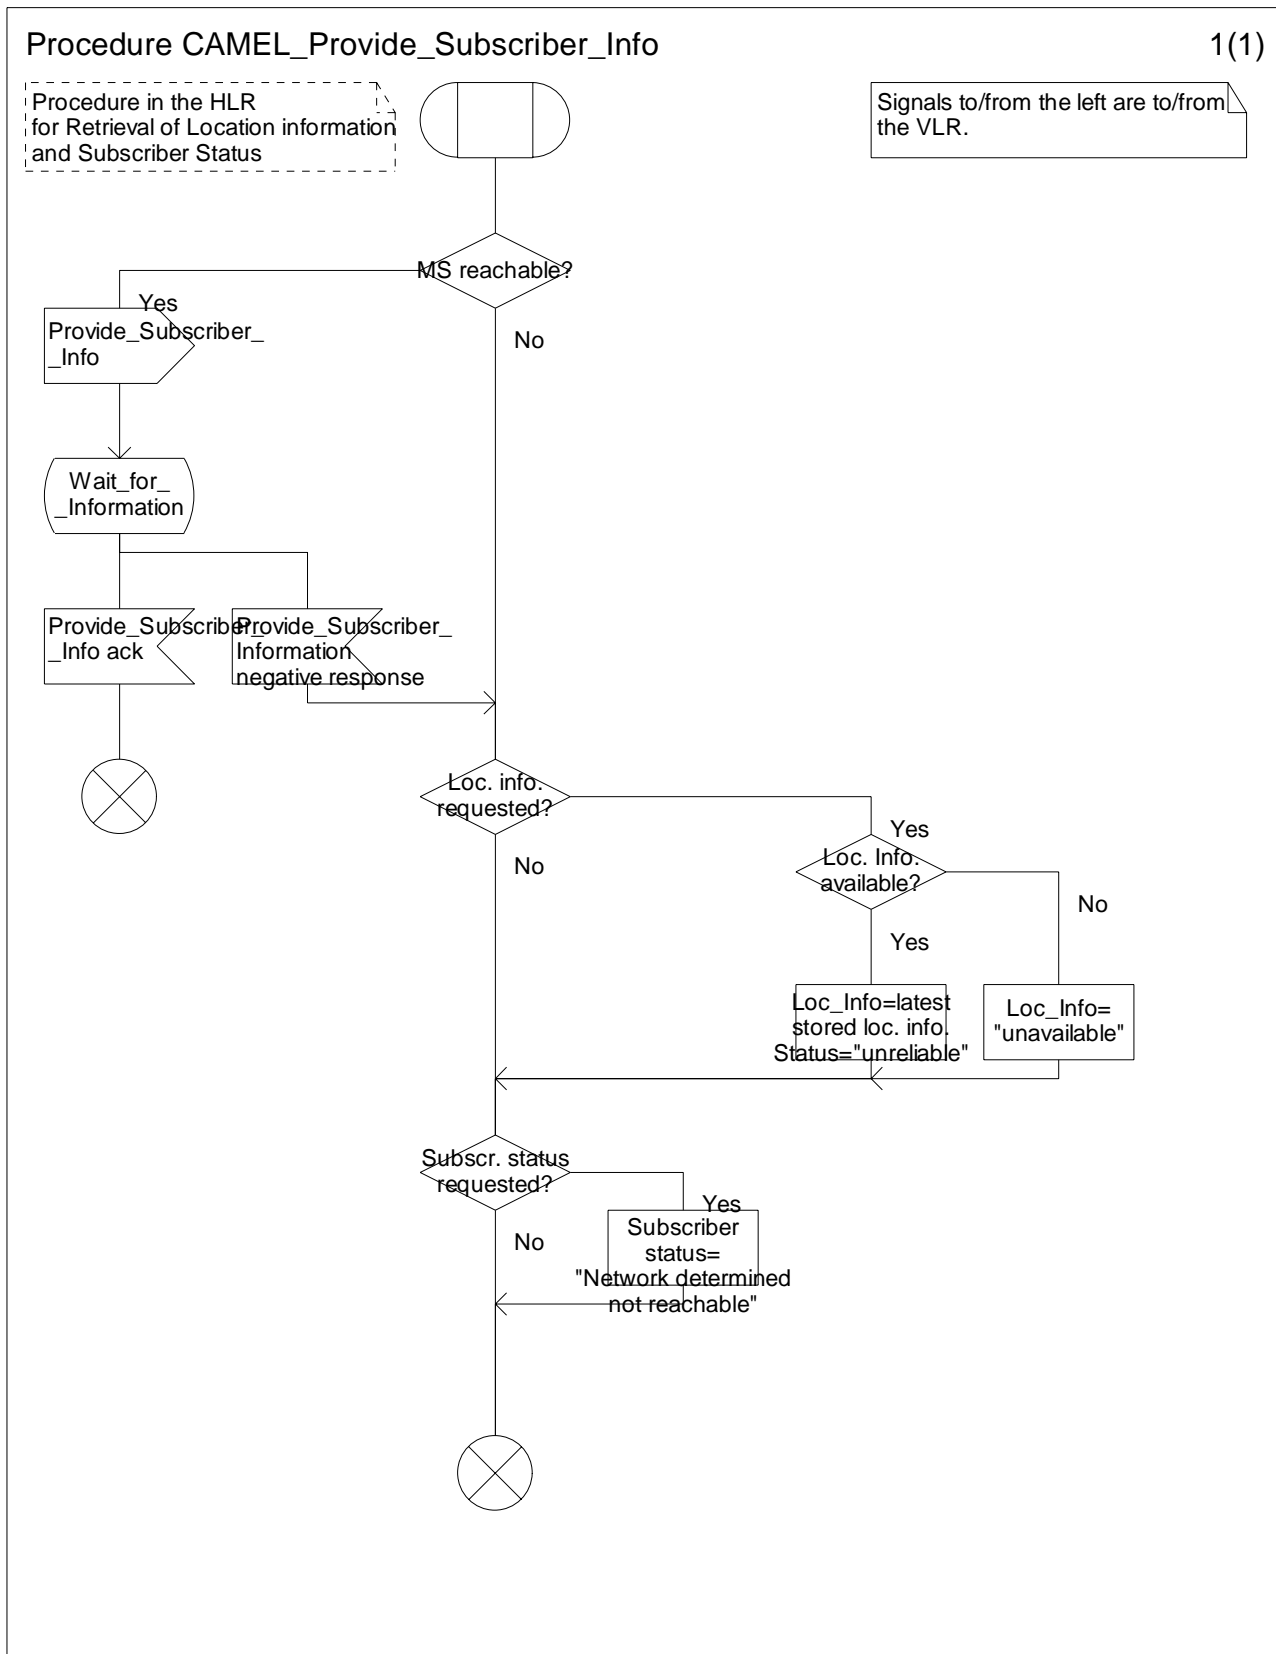 Procedure CAMEL_Provide_Subscriber_Info
1(1)
Procedure in the HLR
for Retrieval of Location information
and Subscriber Status
Signals to/from the left are to/from
the VLR.
MS reachable?
Yes
No
Provide_Subscriber_
_Info
Wait_for_
_Information
Provide_Subscriber_
_Info ack
Provide_Subscriber_
Information
negative response
Loc. info.
requested?
Yes
No
Loc. Info.
available?
No
Yes
Loc_Info=latest
stored loc. info.
Status="unreliable"
Loc_Info=
"unavailable"
Subscr. status
requested?
Yes
No
Subscriber
status=
"Network determined
not reachable"